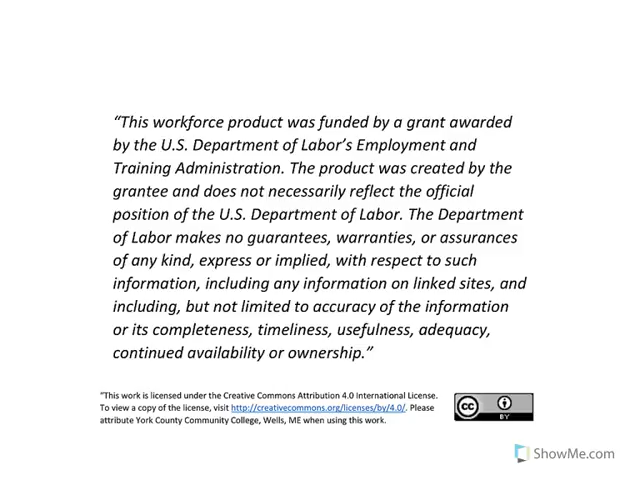 “This workforce product was funded by a grant awarded
by the U.S. Department of Labor’s Employment and
Training Administration. The product was created by the
grantee and does not necessarily reflect the official
position of the U.S. Department of Labor. The Department
of Labor makes no guarantees, warranties, or assurances
of any kind, express or implied, with respect to such
information, including any information on linked sites, and
including, but not limited to accuracy of the information
or its completeness, timeliness, usefulness, adequacy,
continued availability or ownership.”
“This work is licensed under the Creative Commons Attribution 4.0 International License.
To view a copy of the license, visit http://creativecommons.org/licenses/by/4.0/. Please
attribute York County Community College, Wells, ME when using this work.
cc
BY
ShowMe.com